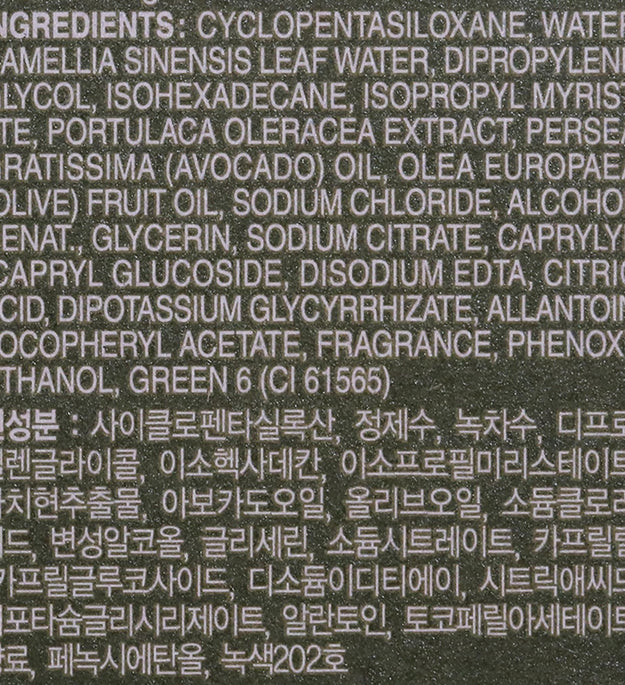 NGREDIENTS: CYCLOPENTASILOXANE, WATER
AMELLIA SINENSIS LEAF WATER, DIPROPYLEN
LYCOL, ISOHEXADECANE, ISOPROPYL MYRIS
TE, PORTULACA OLERACEA EXTRACT, PERSE
RATISSIMA (AVOCADO) OIL, OLEA EUROPAEA
OLIVE) FRUIT OIL, SODIUM CHLORIDE, ALCOHO
ENAT., GLYCERIN, SODIUM CITRATE, CAPRYLY
CAPRYL GLUCOSIDE, DISODIUM EDTA, CITRIC
CID, DIPOTASSIUM GLYCYRRHIZATE, ALLANTOIN
OCOPHERYL ACETATE, FRAGRANCE, PHENOX
THANOL, GREEN 6 (CI 61565)
성분 : 사이클로펜타실록산, 정제수, 녹차수, 디프로
렌글라이콜, 이소헥사데칸, 이소프로필미리스테이트
치현추출물, 아보카도오일, 올리브오일, 소듐클로라
드, 변성알코올, 글리세린, 소듐시트레이트, 카프릴릴
카프릴글루코사이드, 디소듐이디티에이, 시트릭애씨드
포타슘글리시리제이트, 알란토인, 토코페릴아세테이트
료, 페녹시에탄올, 녹색202호